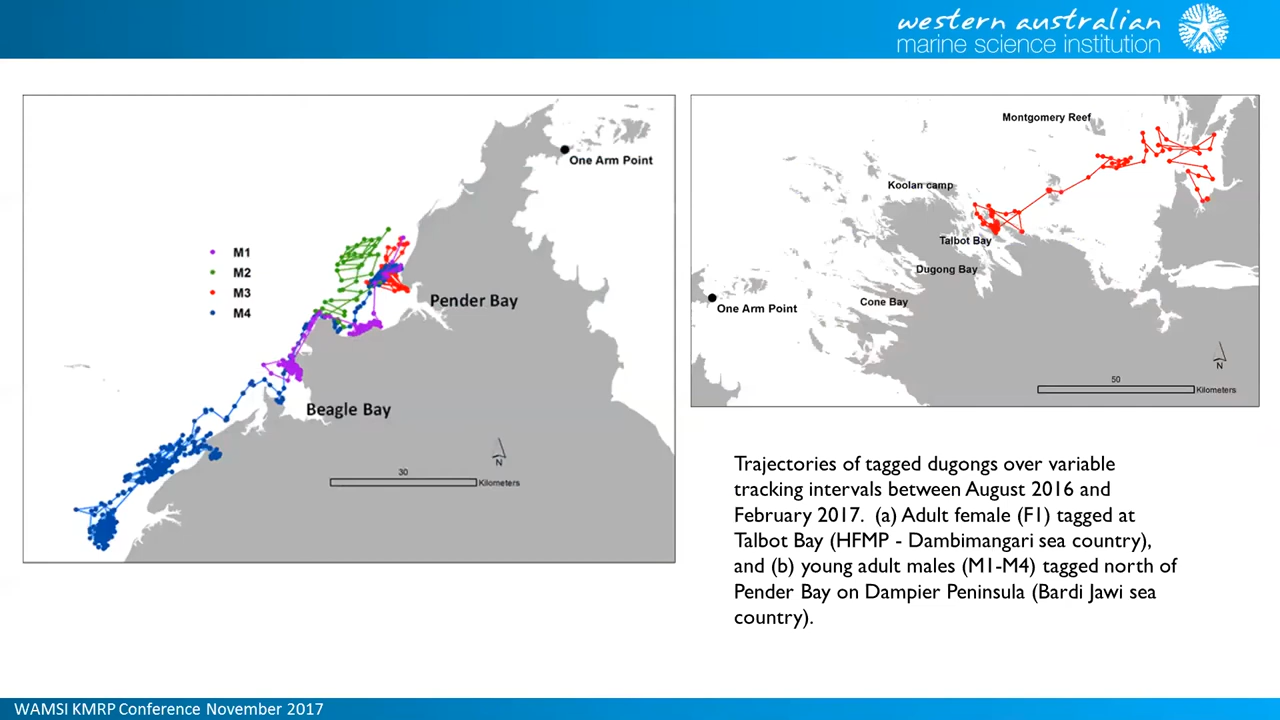 western australian
marine science institution
One Arm Point
M1
M2
M3
M4
Pender Bay
Beagle Bay
N
30
Kilometers
Montgomery Reef
Koolan camp
Talbot Bay
Dugong Bay
Cone Bay
One Arm Point
N
50
Kilometers
Trajectories of tagged dugongs over variable
tracking intervals between August 2016 and
February 2017. (a) Adult female (F1) tagged at
Talbot Bay (HFMP - Dambimangari sea country),
and (b) young adult males (M1-M4) tagged north of
Pender Bay on Dampier Peninsula (Bardi Jawi sea
country).
WAMSI KMRP Conference November 2017